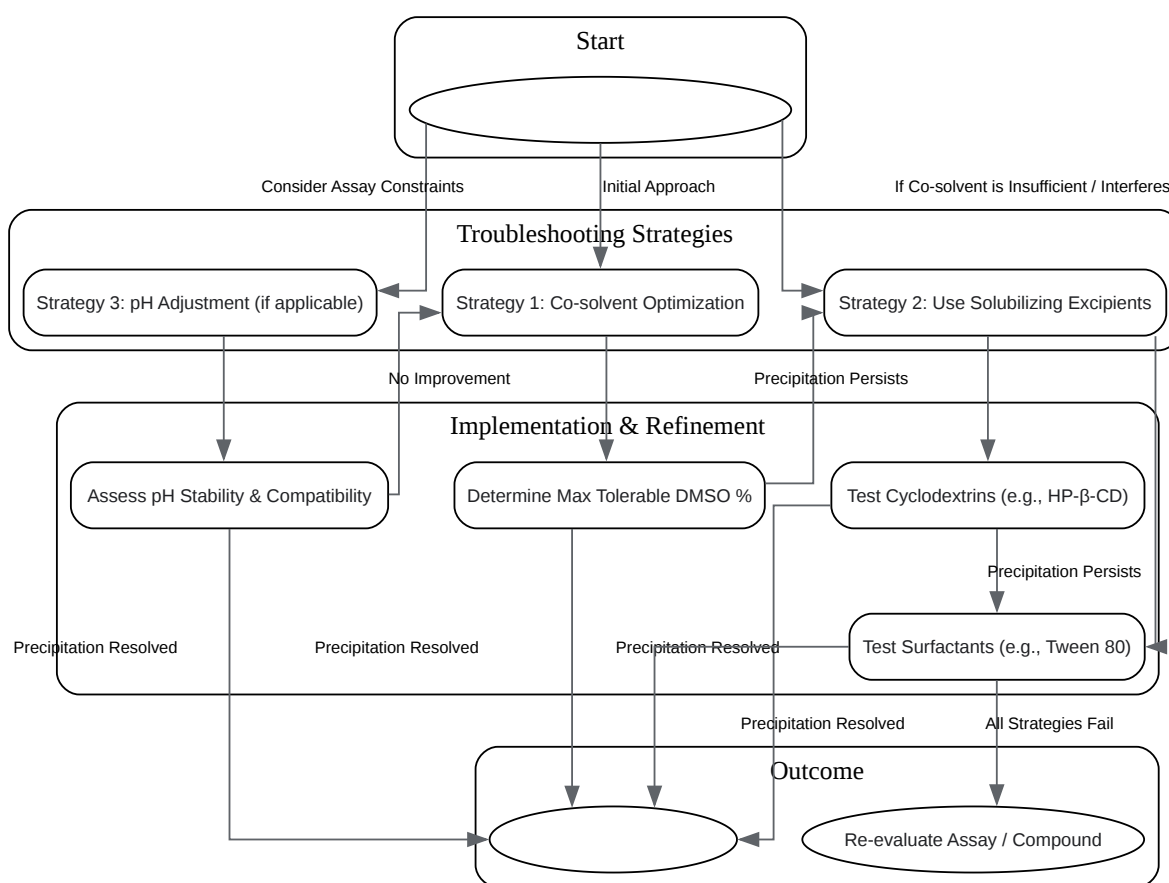 Start
Consider Assay Constraints
Initial Approach
If Co-solvent is Insufficient / Interferes
Troubleshooting Strategies
Strategy 3: pH Adjustment (if applicable)
Strategy 1: Co-solvent Optimization
Strategy 2: Use Solubilizing Excipients
No Improvement
Precipitation Persists
Implementation & Refinement
Assess pH Stability & Compatibility
Determine Max Tolerable DMSO %
Test Cyclodextrins (e.g., HP-β-CD)
Precipitation Persists
Precipitation Resolved
Precipitation Resolved
Precipitation Resolved
Test Surfactants (e.g., Tween 80)
Precipitation Resolved
All Strategies Fail
Outcome
Re-evaluate Assay / Compound